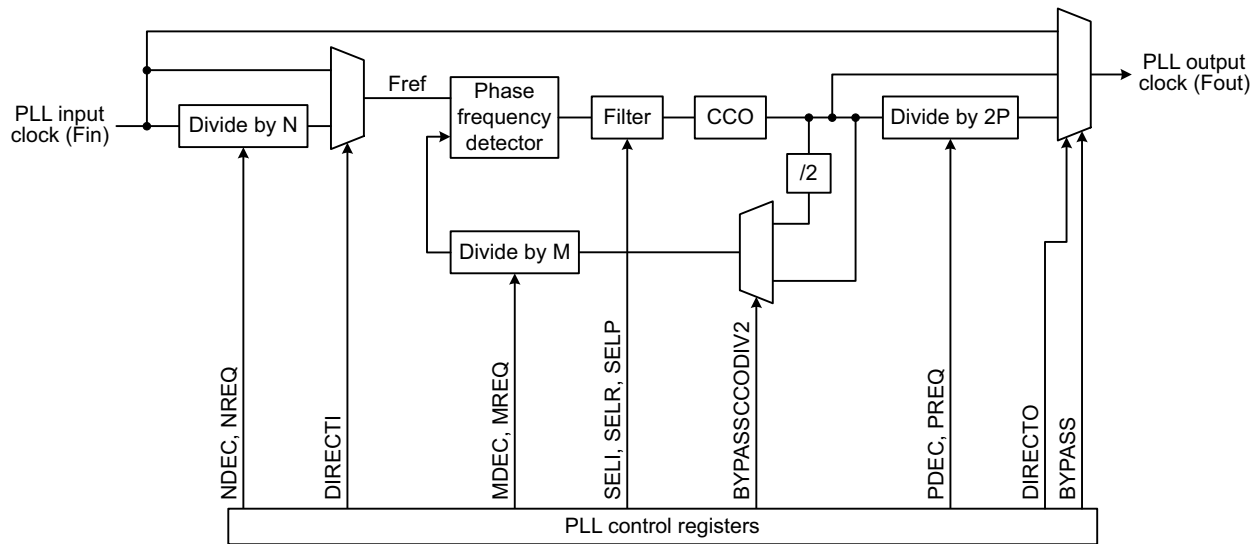 PLL input
clock (Fin)
Divide by N
Fref
Phase
frequency
detector
Filter
CCO
Divide by 2P
PLL output
clock (Fout)
/2
Divide by M
NDEC, NREQ
DIRECTI
MDEC, MREQ
SELI, SELR, SELP
BYPASSCCODIV2
PDEC, PREQ
DIRECTO
BYPASS
PLL control registers